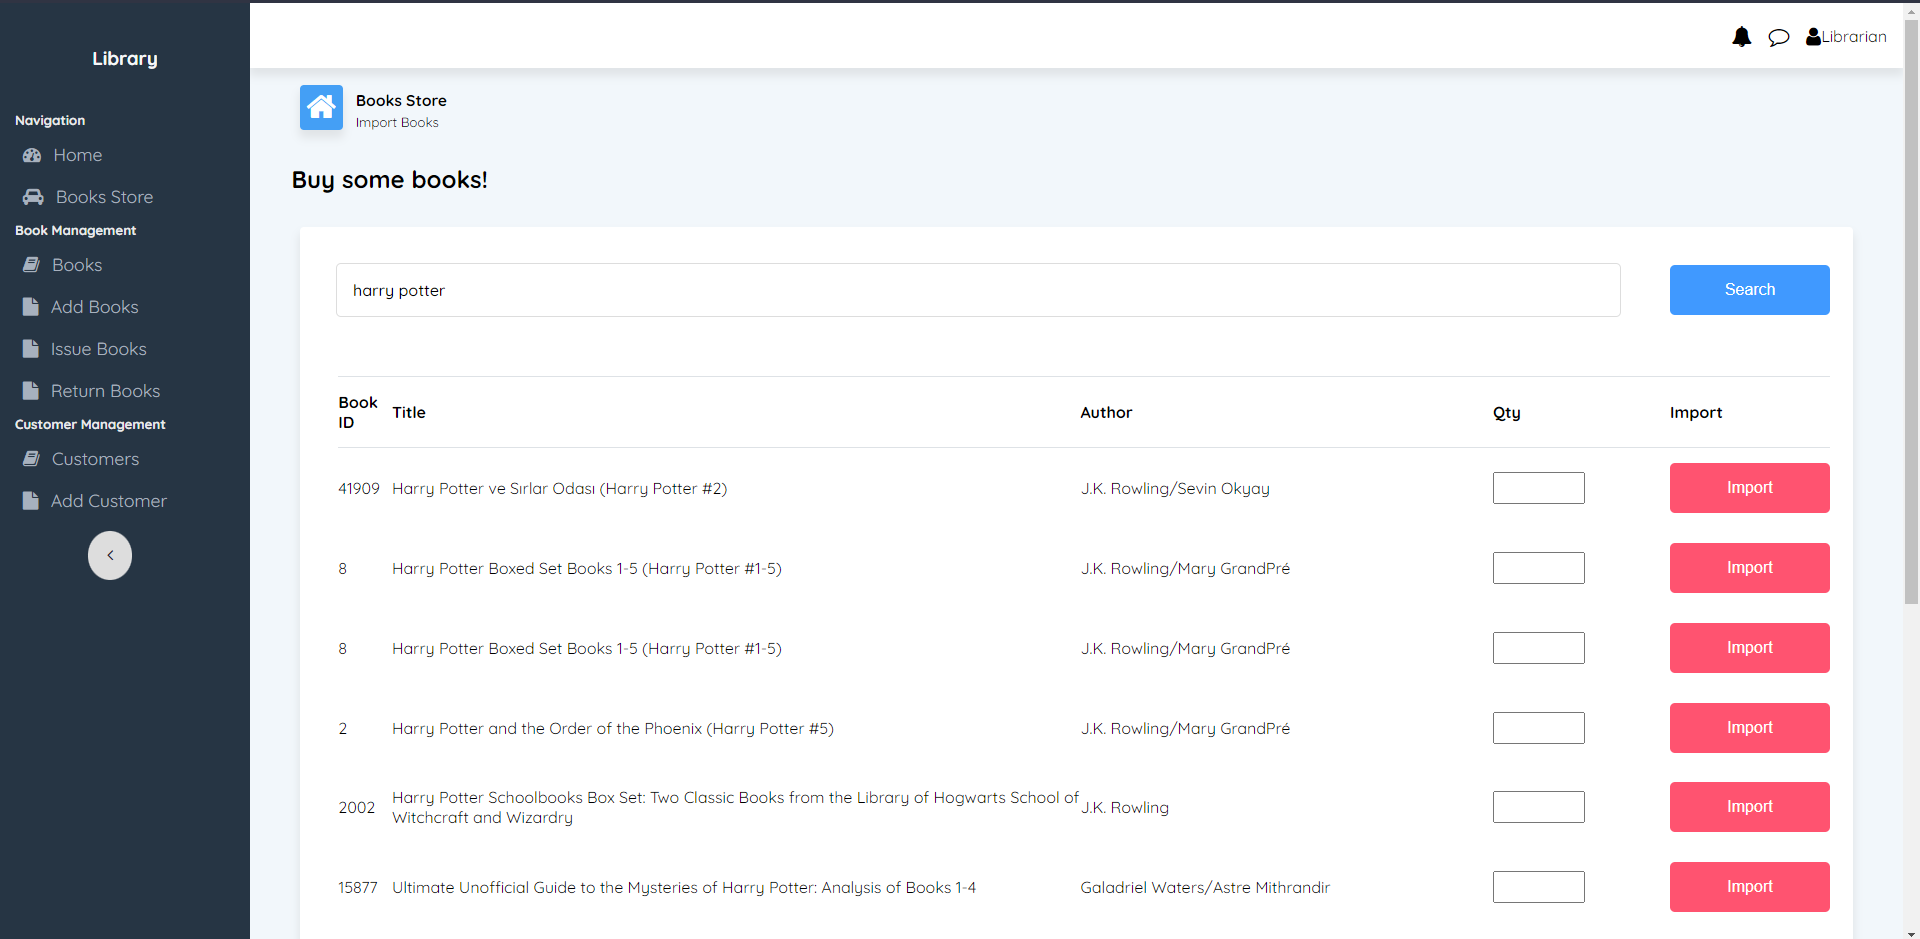 Library
Navigation
Home
Books Store
Book Management
Books
Add Books
Issue Books
Return Books
Customer Management
Customers
Add Customer
Librarian
Books Store
Import Books
Buy some books!
harry potter
Search
Book ID Title Author Qty Import
41909 Harry Potter ve Sırlar Odası (Harry Potter #2) J.K. Rowling/Sevin Okyay Import
8 Harry Potter Boxed Set Books 1-5 (Harry Potter #1-5) J.K. Rowling/Mary GrandPré Import
8 Harry Potter Boxed Set Books 1-5 (Harry Potter #1-5) J.K. Rowling/Mary GrandPré Import
2 Harry Potter and the Order of the Phoenix (Harry Potter #5) J.K. Rowling/Mary GrandPré Import
2002 Harry Potter Schoolbooks Box Set: Two Classic Books from the Library of Hogwarts School of
Witchcraft and Wizardry J.K. Rowling Import
15877 Ultimate Unofficial Guide to the Mysteries of Harry Potter: Analysis of Books 1-4 Galadriel Waters/Astre Mithrandir Import